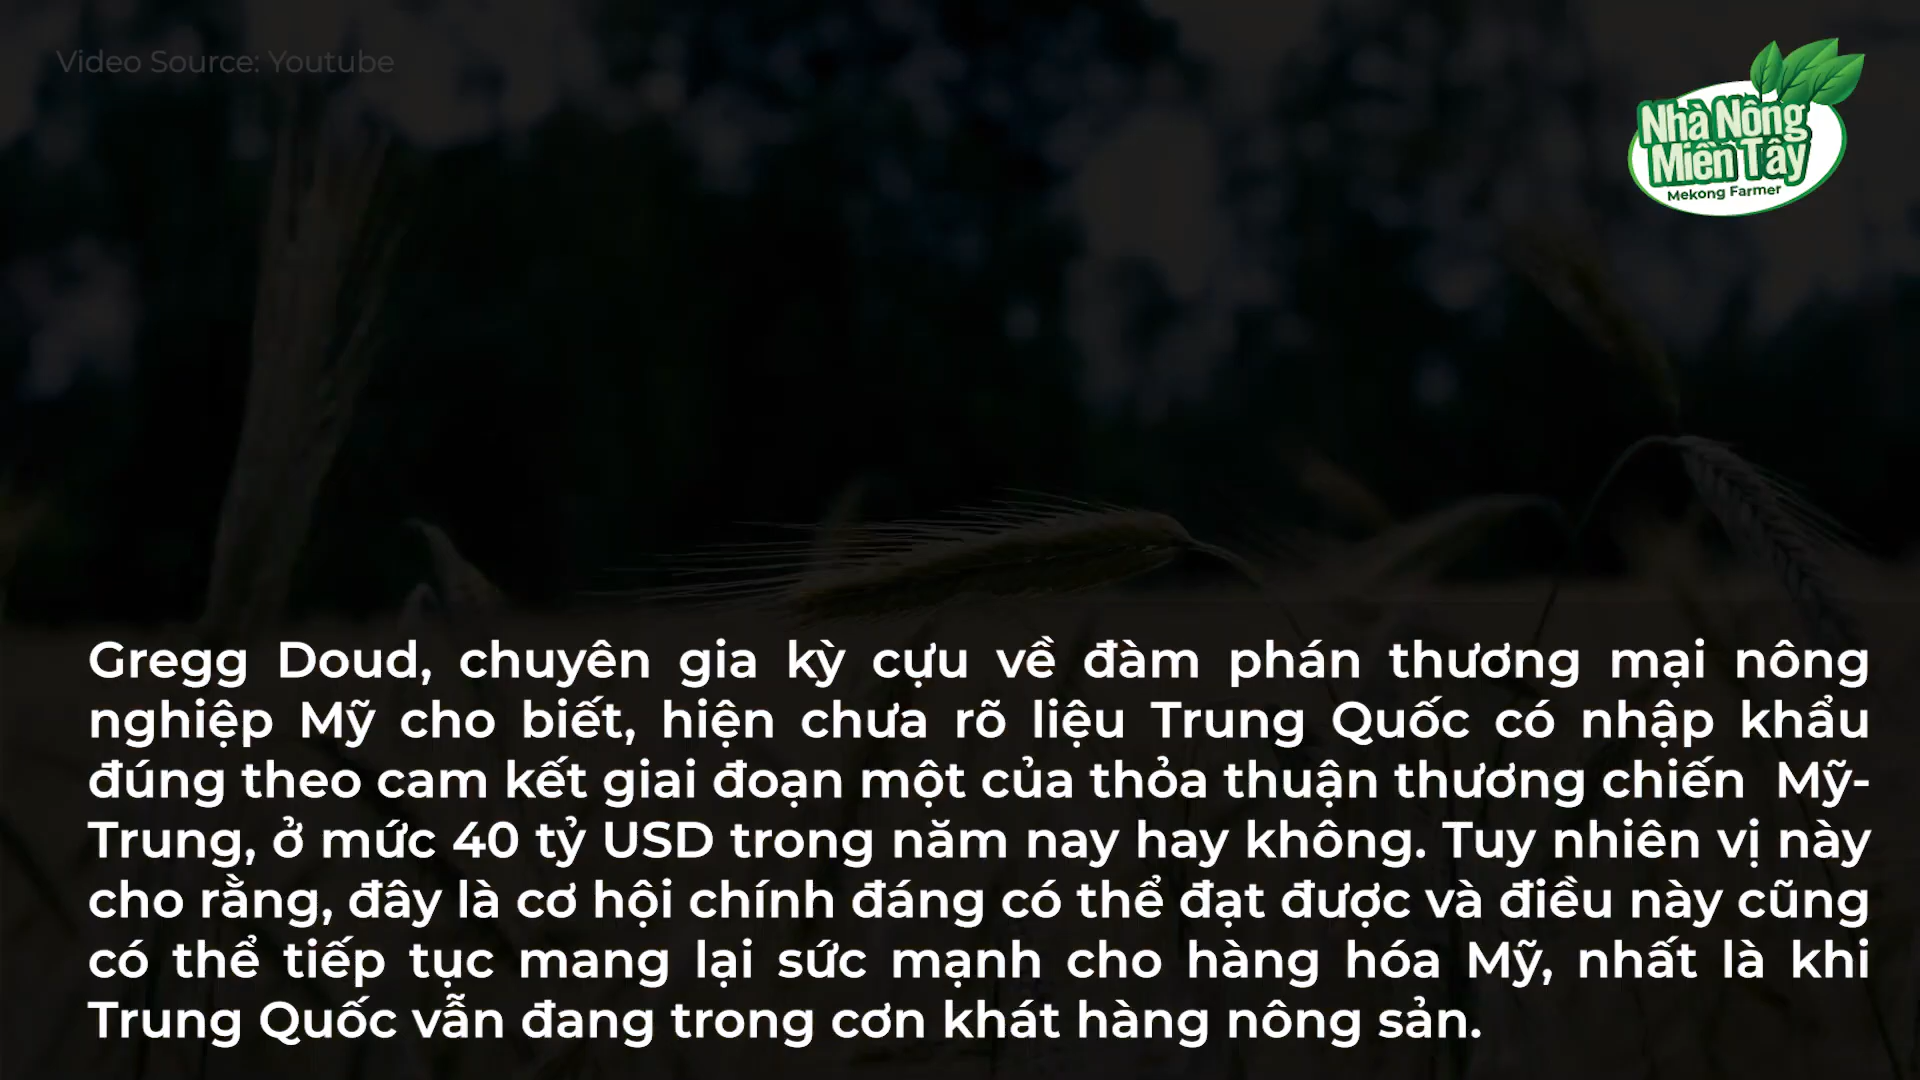 Video Source: Youtube
Nhà Nông
Miền Tây
Mekong Farmer
Gregg Doud, chuyên gia kỳ cựu về đàm phán thương mại nông
nghiệp Mỹ cho biết, hiện chưa rõ liệu Trung Quốc có nhập khẩu
đúng theo cam kết giai đoạn một của thỏa thuận thương chiến Mỹ-
Trung, ở mức 40 tỷ USD trong năm nay hay không. Tuy nhiên vị này
cho rằng, đây là cơ hội chính đáng có thể đạt được và điều này cũng
có thể tiếp tục mang lại sức mạnh cho hàng hóa Mỹ, nhất là khi
Trung Quốc vẫn đang trong cơn khát hàng nông sản.